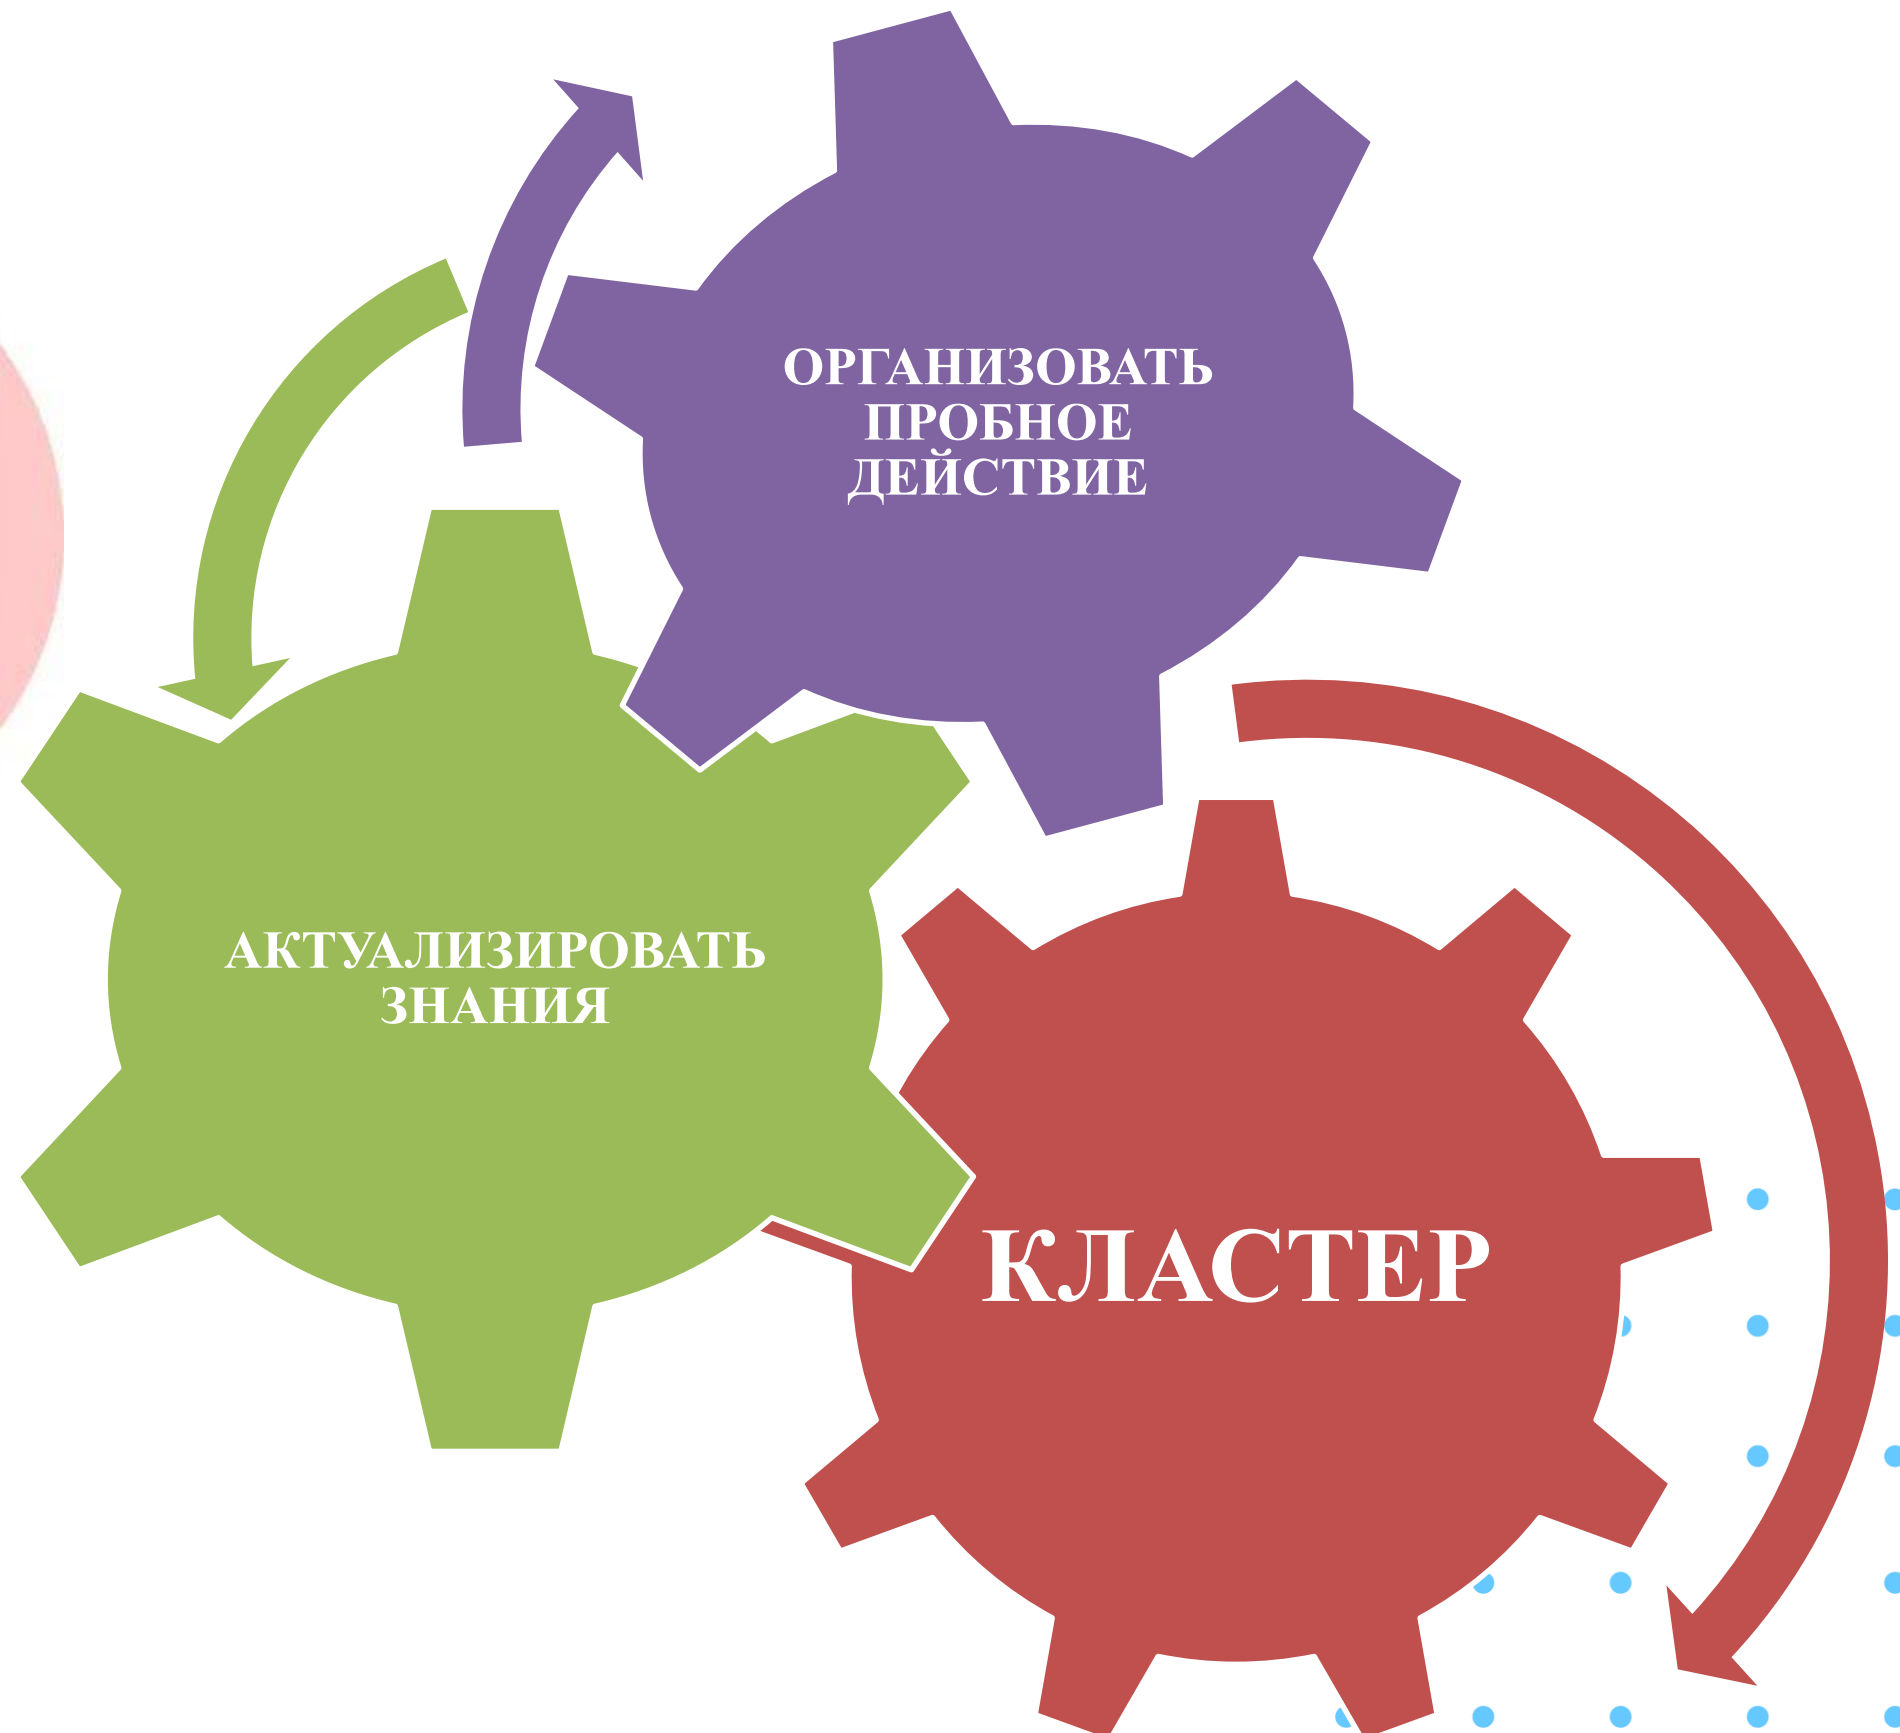 ОРГАНИЗОВАТЬ
ПРОБНОЕ
ДЕЙСТВИЕ
АКТУАЛИЗИРОВАТЬ
ЗНАНИЯ
КЛАСТЕР